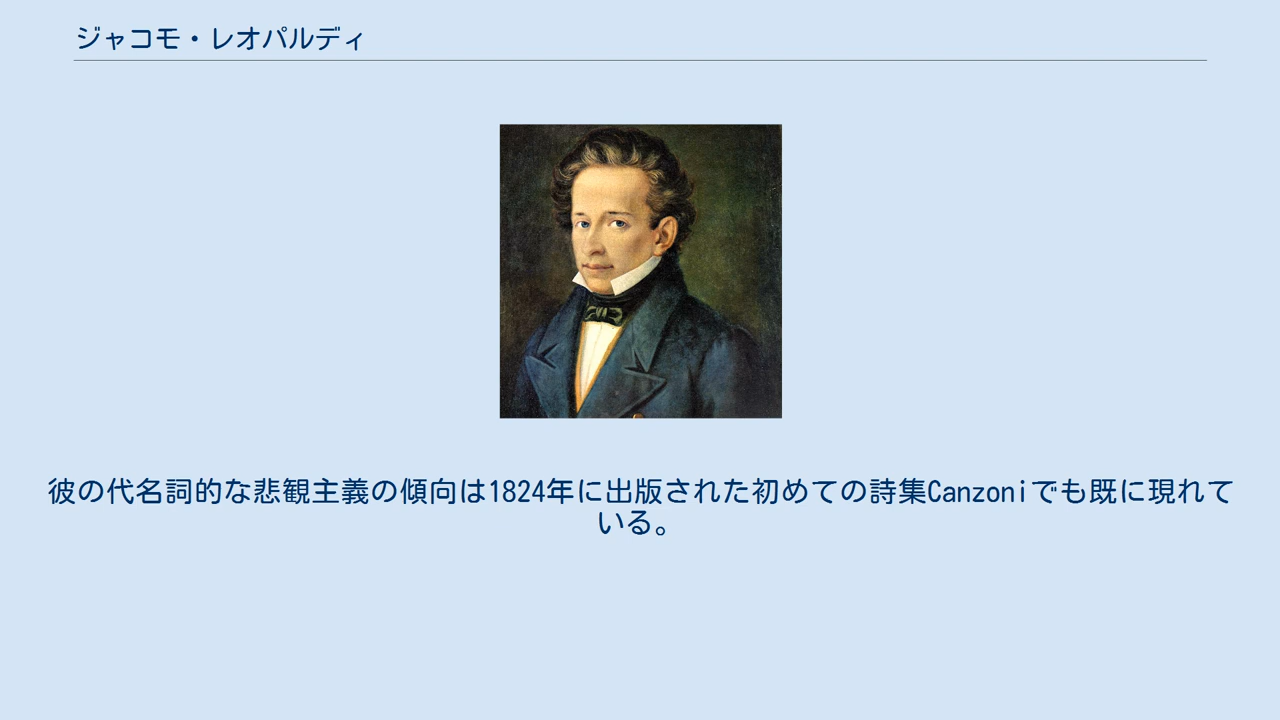 ジャコモ・レオパルディ
彼の代名詞的な悲観主義の傾向は1824年に出版された初めての詩集Canzoniでも既に現れて
いる。